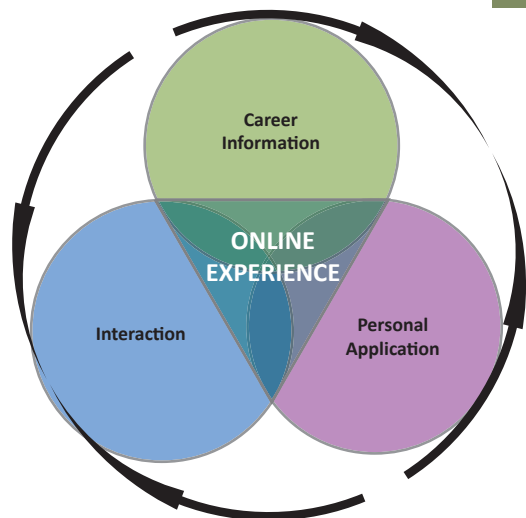 Career
Information
ONLINE
EXPERIENCE
Interaction
Personal
Application